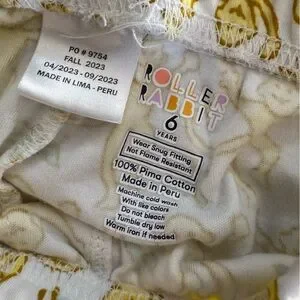 PO # 9754
FALL 2023
04/2023 - 09/2023
MADE IN LIMA - PERU
ROLLER
RABBIT
6
YEARS
Wear Snug Fitting
Not Flame Resistant
100% Pima Cotton
Made in Peru
Machine cold wash
With like colors
Do not bleach
Tumble dry low
Warm iron if needed